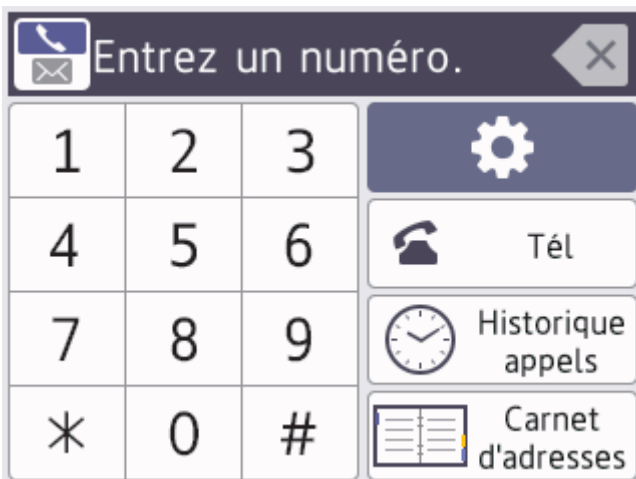 Entrez un numéro.
1 2 3
4 5 6
Tél
7 8 9
Historique
appels
* 0 #
Carnet
d'adresses